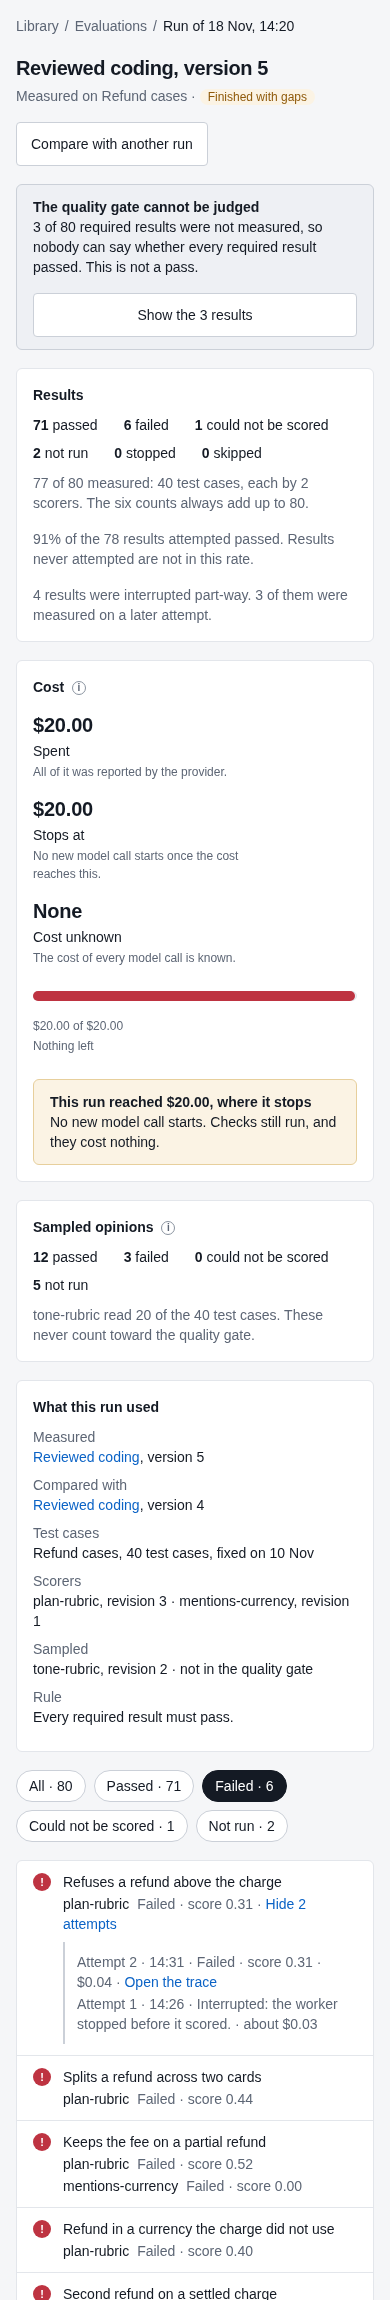 Library / Evaluations / Run of 18 Nov, 14:20
Reviewed coding, version 5
Measured on Refund cases · Finished with gaps
Compare with another run
The quality gate cannot be judged
3 of 80 required results were not measured, so
nobody can say whether every required result
passed. This is not a pass.
Show the 3 results
Results
71 passed 6 failed 1 could not be scored
2 not run 0 stopped 0 skipped
77 of 80 measured: 40 test cases, each by 2
scorers. The six counts always add up to 80.
91% of the 78 results attempted passed. Results
never attempted are not in this rate.
4 results were interrupted part-way. 3 of them were
measured on a later attempt.
Cost i
$20.00
Spent
All of it was reported by the provider.
$20.00
Stops at
No new model call starts once the cost
reaches this.
None
Cost unknown
The cost of every model call is known.
$20.00 of $20.00
Nothing left
This run reached $20.00, where it stops
No new model call starts. Checks still run, and
they cost nothing.
Sampled opinions i
12 passed 3 failed 0 could not be scored
5 not run
tone-rubric read 20 of the 40 test cases. These
never count toward the quality gate.
What this run used
Measured
Reviewed coding, version 5
Compared with
Reviewed coding, version 4
Test cases
Refund cases, 40 test cases, fixed on 10 Nov
Scorers
plan-rubric, revision 3 · mentions-currency, revision
1
Sampled
tone-rubric, revision 2 · not in the quality gate
Rule
Every required result must pass.
All · 80 Passed · 71 Failed · 6
Could not be scored · 1 Not run · 2
! Refuses a refund above the charge
plan-rubric Failed · score 0.31 · Hide 2
attempts
Attempt 2 · 14:31 · Failed · score 0.31 ·
$0.04 · Open the trace
Attempt 1 · 14:26 · Interrupted: the worker
stopped before it scored. · about $0.03
! Splits a refund across two cards
plan-rubric Failed · score 0.44
! Keeps the fee on a partial refund
plan-rubric Failed · score 0.52
mentions-currency Failed · score 0.00
! Refund in a currency the charge did not use
plan-rubric Failed · score 0.40
! Second refund on a settled charge